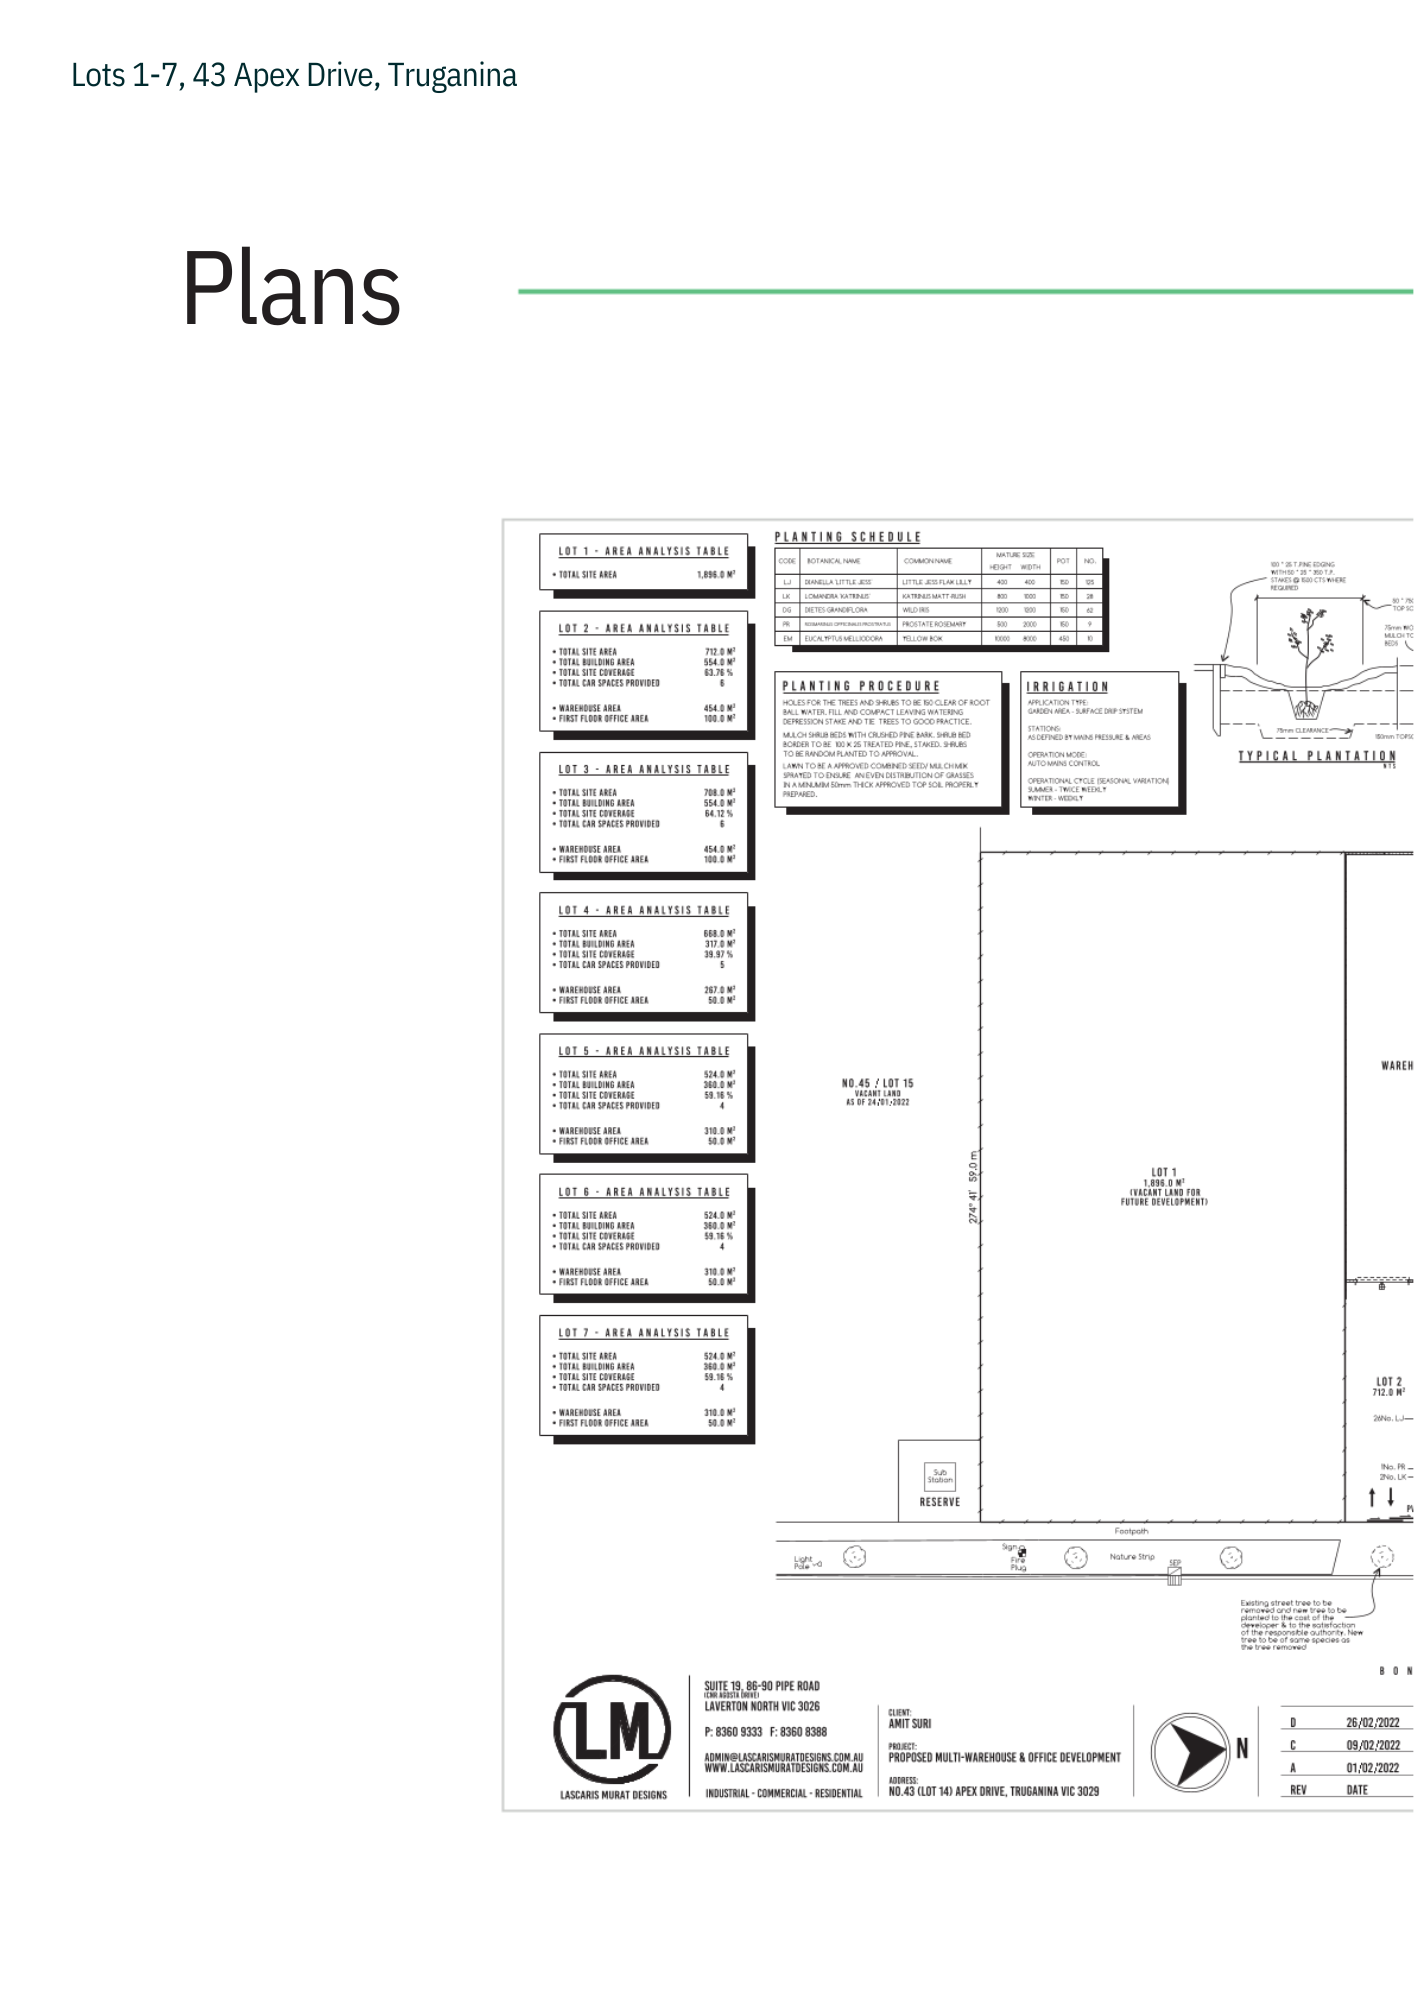 Lots 1-7, 43 Apex Drive, Truganina
Plans
LOT 1 - AREA ANALYSIS TABLE
• TOTAL SITE AREA 1,896.0 M²
LOT 2 - AREA ANALYSIS TABLE
• TOTAL SITE AREA 712.0 M²
• TOTAL BUILDING AREA 554.0 M²
• TOTAL SITE COVERAGE 63.76 %
• TOTAL CAR SPACES PROVIDED 6
• WAREHOUSE AREA 454.0 M²
• FIRST FLOOR OFFICE AREA 100.0 M²
LOT 3 - AREA ANALYSIS TABLE
• TOTAL SITE AREA 708.0 M²
• TOTAL BUILDING AREA 554.0 M²
• TOTAL SITE COVERAGE 64.12 %
• TOTAL CAR SPACES PROVIDED 6
• WAREHOUSE AREA 454.0 M²
• FIRST FLOOR OFFICE AREA 100.0 M²
LOT 4 - AREA ANALYSIS TABLE
• TOTAL SITE AREA 668.0 M²
• TOTAL BUILDING AREA 317.0 M²
• TOTAL SITE COVERAGE 39.97 %
• TOTAL CAR SPACES PROVIDED 5
• WAREHOUSE AREA 267.0 M²
• FIRST FLOOR OFFICE AREA 50.0 M²
LOT 5 - AREA ANALYSIS TABLE
• TOTAL SITE AREA 524.0 M²
• TOTAL BUILDING AREA 360.0 M²
• TOTAL SITE COVERAGE 59.16 %
• TOTAL CAR SPACES PROVIDED 4
• WAREHOUSE AREA 310.0 M²
• FIRST FLOOR OFFICE AREA 50.0 M²
LOT 6 - AREA ANALYSIS TABLE
• TOTAL SITE AREA 524.0 M²
• TOTAL BUILDING AREA 360.0 M²
• TOTAL SITE COVERAGE 59.16 %
• TOTAL CAR SPACES PROVIDED 4
• WAREHOUSE AREA 310.0 M²
• FIRST FLOOR OFFICE AREA 50.0 M²
LOT 7 - AREA ANALYSIS TABLE
• TOTAL SITE AREA 524.0 M²
• TOTAL BUILDING AREA 360.0 M²
• TOTAL SITE COVERAGE 59.16 %
• TOTAL CAR SPACES PROVIDED 4
• WAREHOUSE AREA 310.0 M²
• FIRST FLOOR OFFICE AREA 50.0 M²
PLANTING SCHEDULE
CODE BOTANICAL NAME COMMON NAME MATURE SIZE HEIGHT WIDTH POT NO.
LJ DIANELLA 'LITTLE JESS' LITTLE JESS FLAX LILLY 400 400 150 125
LK LOMANDRA 'KATRINUS' KATRINUS MATT-RUSH 800 1000 150 28
DG DIETES GRANDIFLORA WILD IRIS 1200 1200 150 62
PR ROSMARINUS OFFICINALIS PROSTRATUS PROSTATE ROSEMARY 500 2000 150 9
EM EUCALYPTUS MELLIODORA YELLOW BOX 10000 8000 450 10
PLANTING PROCEDURE
HOLES FOR THE TREES AND SHRUBS TO BE 150 CLEAR OF ROOT
BALL WATER, FILL AND COMPACT LEAVING WATERING
DEPRESSION STAKE AND TIE TREES TO GOOD PRACTICE.
MULCH SHRUB BEDS WITH CRUSHED PINE BARK. SHRUB BED
BORDER TO BE 100 X 25 TREATED PINE, STAKED. SHRUBS
TO BE RANDOM PLANTED TO APPROVAL.
LAWN TO BE A APPROVED COMBINED SEED/ MULCH MIX
SPRAYED TO ENSURE AN EVEN DISTRIBUTION OF GRASSES
IN A MINUMIM 50mm THICK APPROVED TOP SOIL PROPERLY
PREPARED.
IRRIGATION
APPLICATION TYPE:
GARDEN AREA - SURFACE DRIP SYSTEM
STATIONS:
AS DEFINED BY MAINS PRESSURE & AREAS
OPERATION MODE:
AUTO MAINS CONTROL
OPERATIONAL CYCLE (SEASONAL VARIATION)
SUMMER - TWICE WEEKLY
WINTER - WEEKLY
100 * 25 T.PINE EDGING
WITH 50 * 25 * 350 T.P.
STAKES @ 1500 CTS WHERE
REQUIRED
TOP SO
75mm WO
MULCH TO
BEDS
75mm CLEARANCE
150mm TOPSO
TYPICAL PLANTATION
NTS
NO.45 / LOT 15
VACANT LAND
AS OF 24/01/2022
274° 41' 59.0 m
LOT 1
1,896.0 M²
(VACANT LAND FOR
FUTURE DEVELOPMENT)
WAREH
LOT 2
712.0 M²
26No. LJ
1No. PR
2No. LK
Sub
Station
RESERVE
Footpath
Light
Pole
Sign
Fire
Plug
Nature Strip
SEP
Existing street tree to be
removed and new tree to be
planted to the cost of the
developer & to the satisfaction
of the responsible authority. New
tree to be of same species as
the tree removed
BON
LM
LASCARIS MURAT DESIGNS
SUITE 19, 86-90 PIPE ROAD
(CNR AGOSTA DRIVE)
LAVERTON NORTH VIC 3026
P: 8360 9333 F: 8360 8388
ADMIN@LASCARISMURATDESIGNS.COM.AU
WWW.LASCARISMURATDESIGNS.COM.AU
INDUSTRIAL - COMMERCIAL - RESIDENTIAL
CLIENT:
AMIT SURI
PROJECT:
PROPOSED MULTI-WAREHOUSE & OFFICE DEVELOPMENT
ADDRESS:
NO.43 (LOT 14) APEX DRIVE, TRUGANINA VIC 3029
N
D 26/02/2022
C 09/02/2022
A 01/02/2022
REV DATE